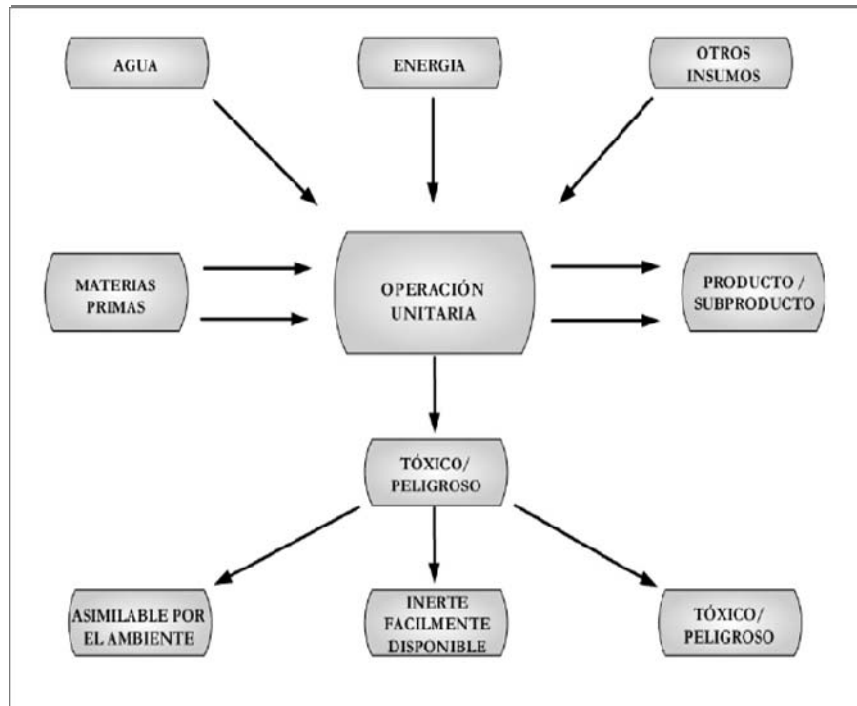 AGUA
ENERGIA
OTROS
INSUMOS
MATERIAS
PRIMAS
OPERACIÓN
UNITARIA
PRODUCTO /
SUBPRODUCTO
TÓXICO/
PELIGROSO
ASIMILABLE POR
EL AMBIENTE
INERTE
FACILMENTE
DISPONIBLE
TÓXICO/
PELIGROSO